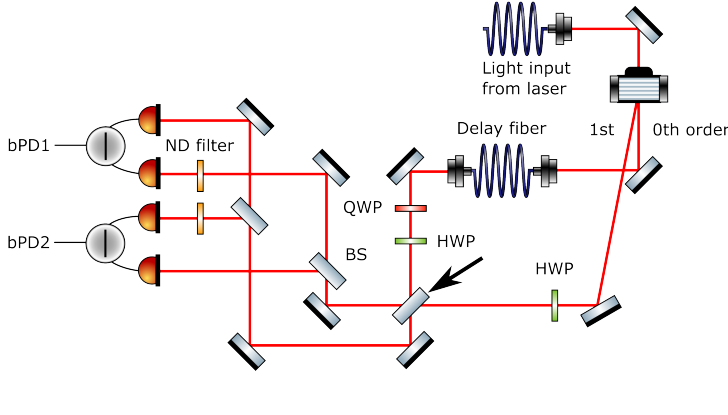 Light input
from laser
1st
0th order
Delay fiber
bPD1
ND filter
QWP
HWP
bPD2
BS
HWP